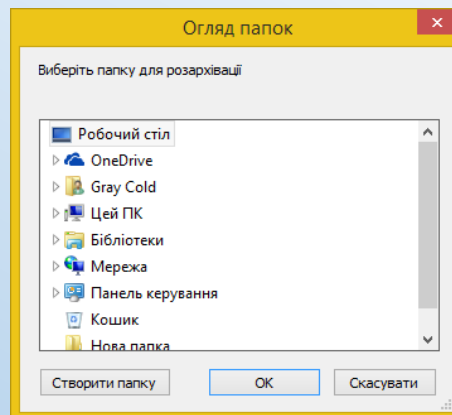 Огляд папок
Виберіть папку для розархівації
Робочий стіл
OneDrive
Gray Cold
Цей ПК
Бібліотеки
Мережа
Панель керування
Кошик
Нова папка
Створити папку
OK
Скасувати